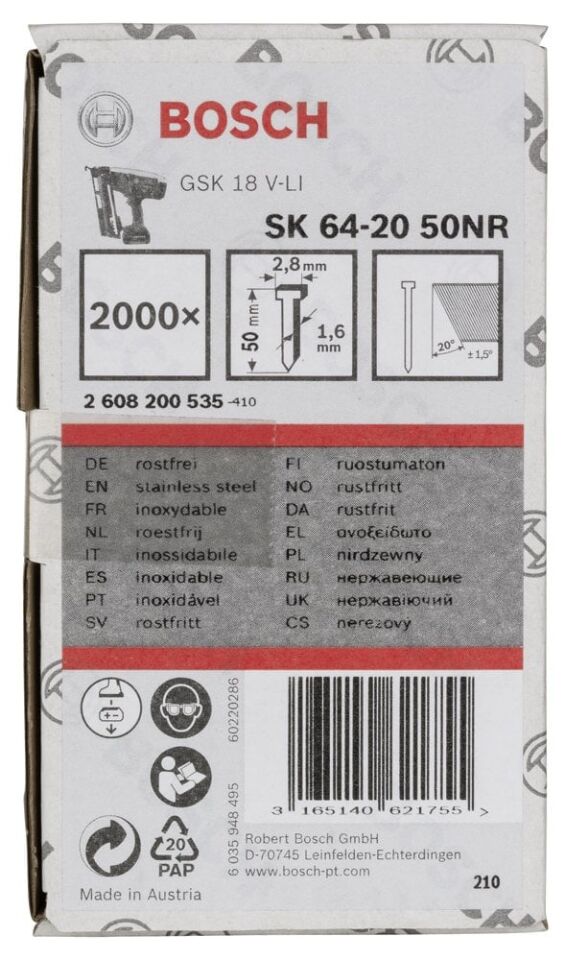 BOSCH
GSK 18 V-LI
SK 64-20 50NR
2000×
2,8 mm
50 mm
1,6 mm
20°
± 1,5°
2 608 200 535 -410
DE rostfrei
EN stainless steel
FR inoxydable
NL roestfrij
IT inossidabile
ES inoxidable
PT inoxidável
SV rostfritt
FI ruostumaton
NO rustfritt
DA rustfrit
EL ανοξείδωτο
PL nirdzewny
RU нержавеющие
UK нержавіючий
CS nerezový
60220286
6 035 948 495
3 165140 621755 >
20
PAP
Robert Bosch GmbH
D-70745 Leinfelden-Echterdingen
www.bosch-pt.com
Made in Austria
210